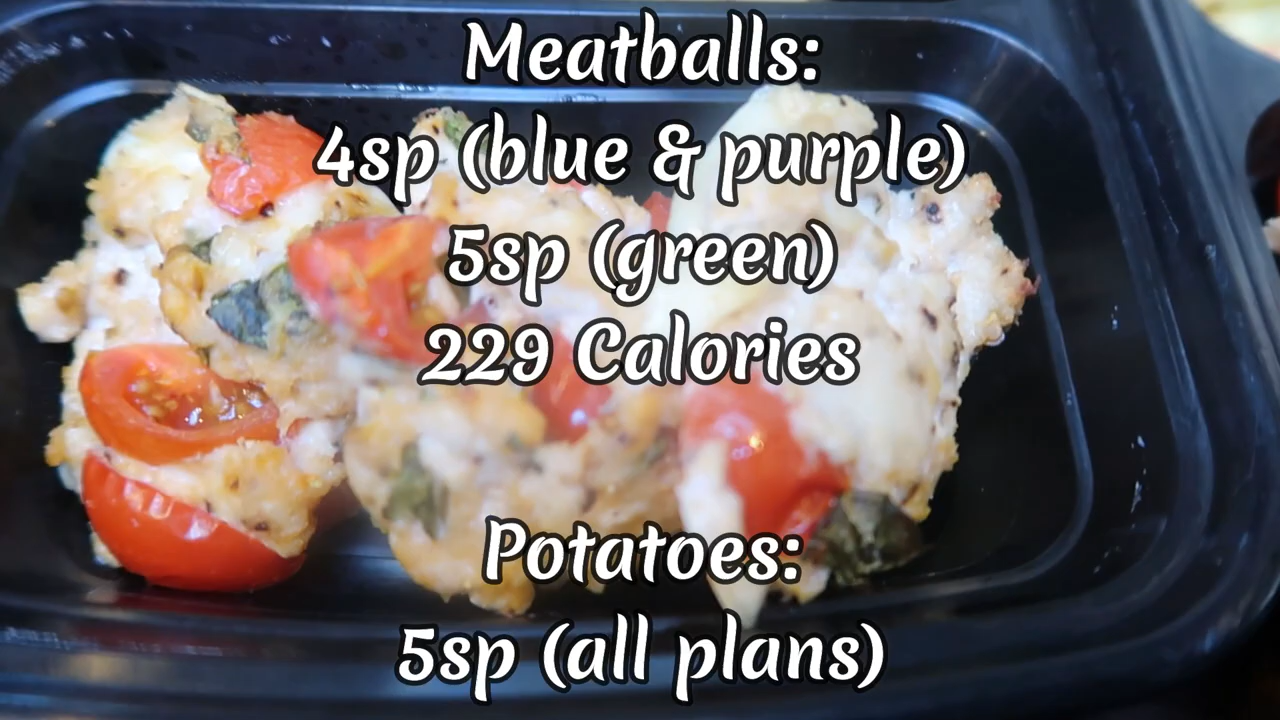 Meatballs:
4sp (blue & purple)
5sp (green)
229 Calories
Potatoes:
5sp (all plans)